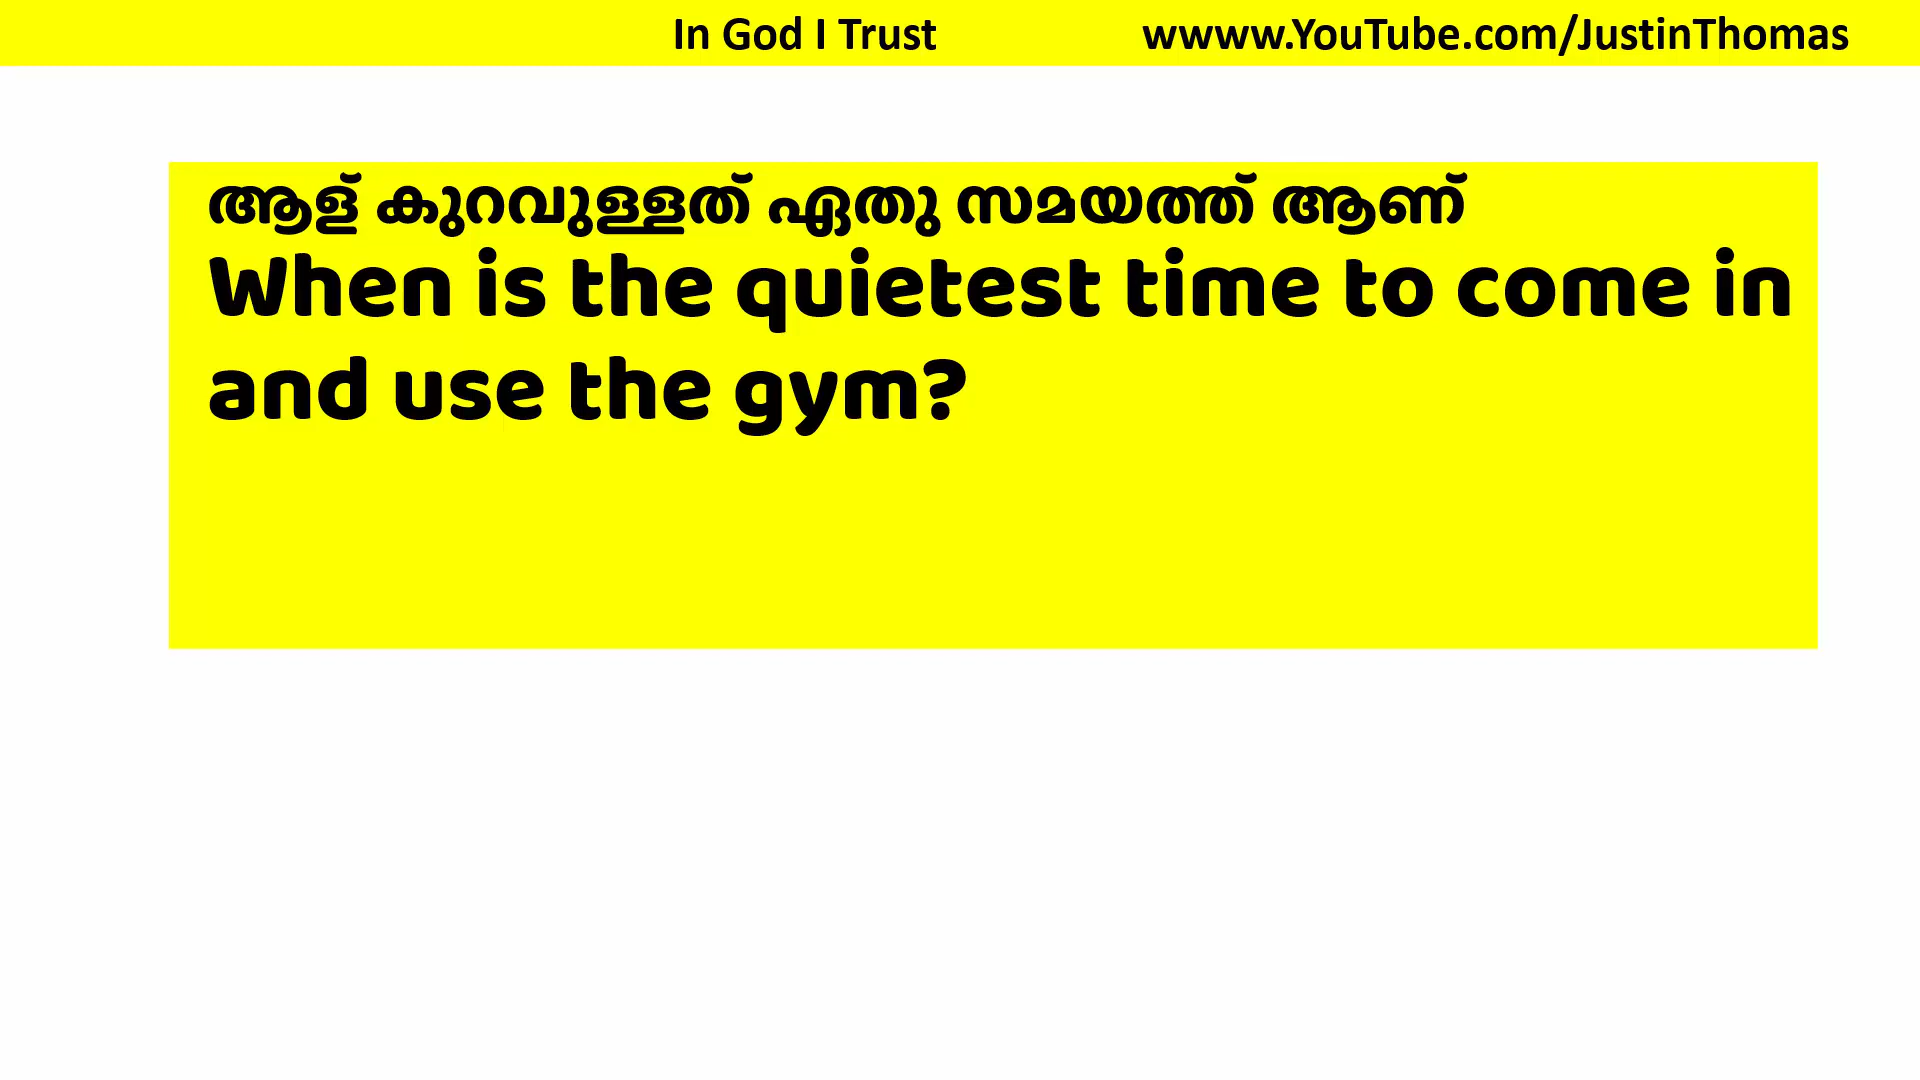 In God I Trust
wwww.YouTube.com/JustinThomas
ആള് കുറവുള്ളത് ഏതു സമയത്ത് ആണ്
When is the quietest time to come in
and use the gym?